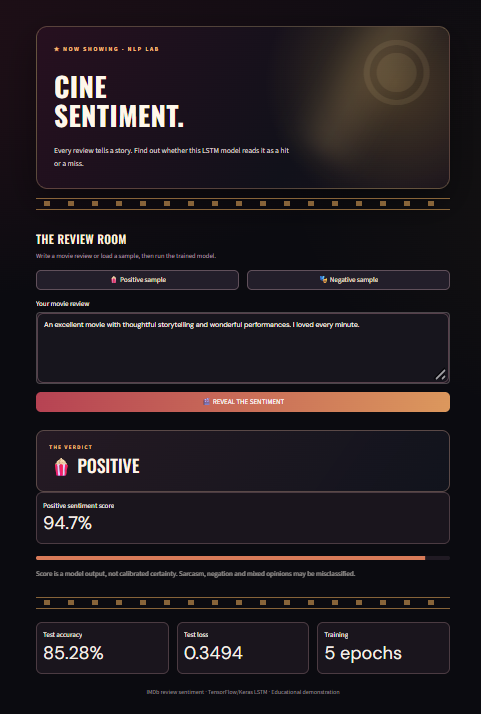 ★ NOW SHOWING · NLP LAB
CINE
SENTIMENT.
Every review tells a story. Find out whether this LSTM model reads it as a hit
or a miss.
THE REVIEW ROOM
Write a movie review or load a sample, then run the trained model.
🍿 Positive sample
🎭 Negative sample
Your movie review
An excellent movie with thoughtful storytelling and wonderful performances. I loved every minute.
REVEAL THE SENTIMENT
THE VERDICT
🍿 POSITIVE
Positive sentiment score
94.7%
Score is a model output, not calibrated certainty. Sarcasm, negation and mixed opinions may be misclassified.
Test accuracy
85.28%
Test loss
0.3494
Training
5 epochs
IMDb review sentiment · TensorFlow/Keras LSTM · Educational demonstration